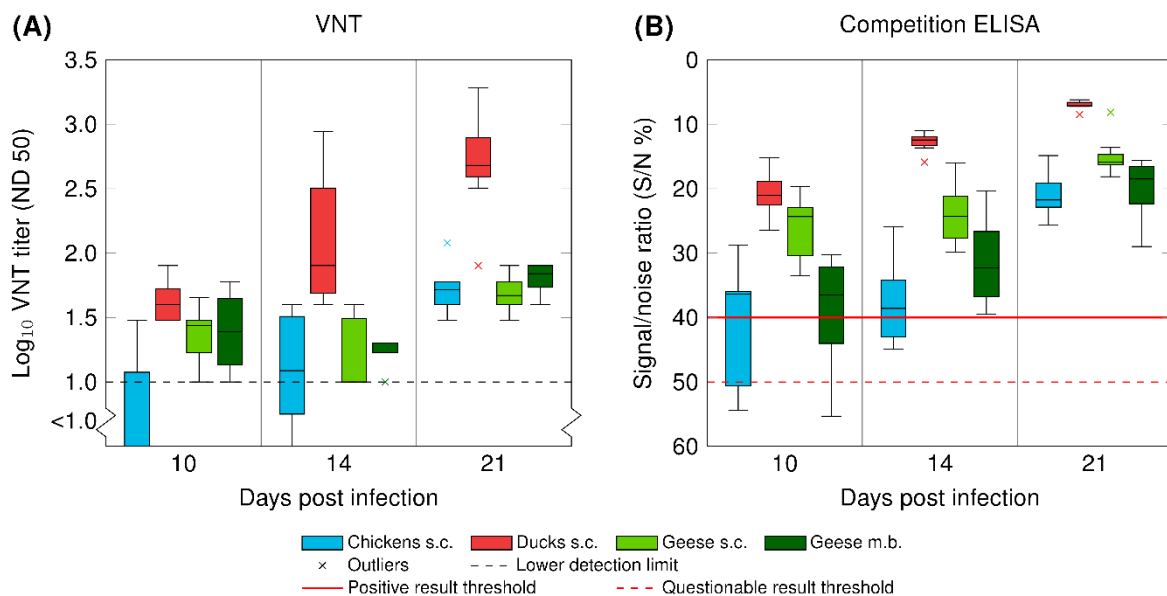 (A) VNT
3.5
3.0
2.5
2.0
1.5
1.0
<1.0
Log₁₀ VNT titer (ND 50)
10 14 21
Days post infection
(B) Competition ELISA
0
10
20
30
40
50
60
Signal/noise ratio (S/N %)
10 14 21
Days post infection
Chickens s.c. Ducks s.c. Geese s.c. Geese m.b.
Outliers Lower detection limit
Positive result threshold Questionable result threshold